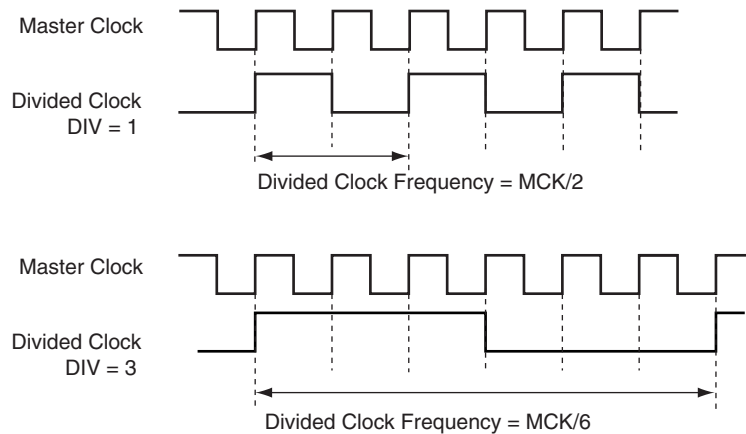 Master Clock
Divided Clock
DIV = 1
Divided Clock Frequency = MCK/2
Master Clock
Divided Clock
DIV = 3
Divided Clock Frequency = MCK/6